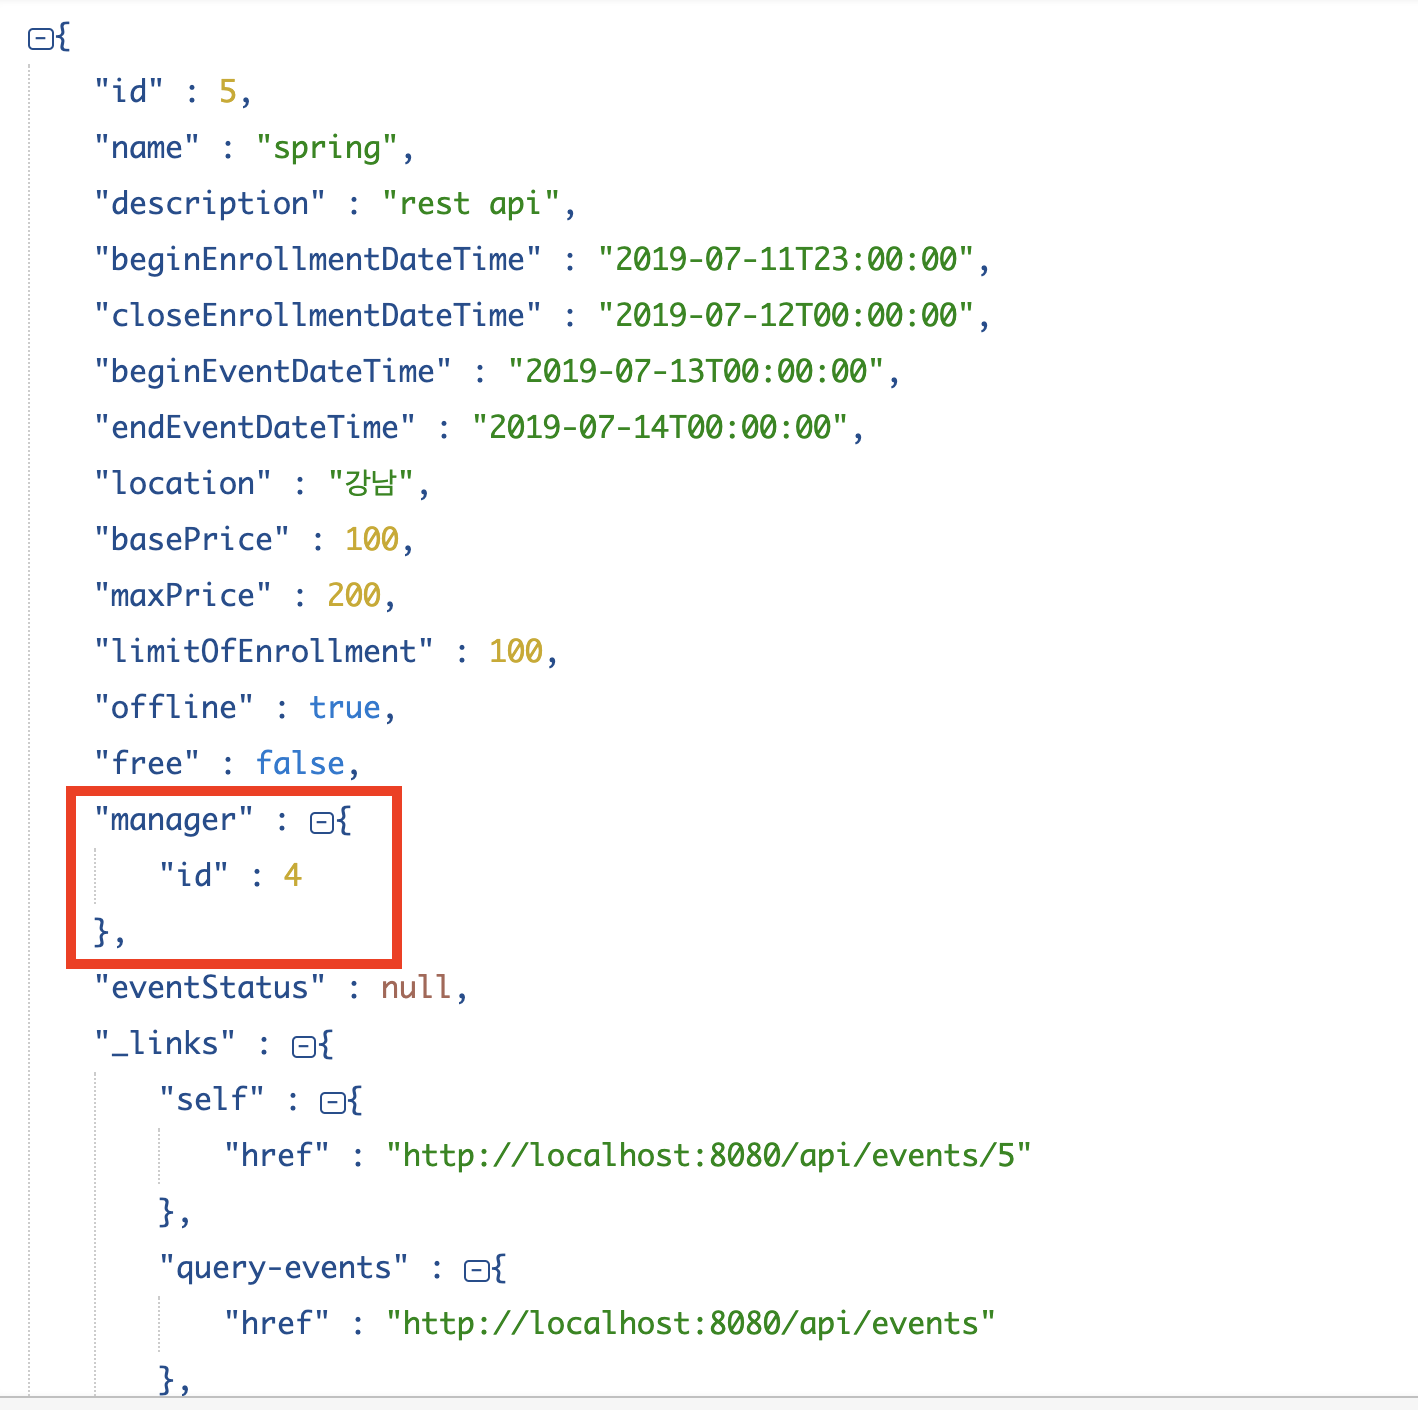 {
"id" : 5,
"name" : "spring",
"description" : "rest api",
"beginEnrollmentDateTime" : "2019-07-11T23:00:00",
"closeEnrollmentDateTime" : "2019-07-12T00:00:00",
"beginEventDateTime" : "2019-07-13T00:00:00",
"endEventDateTime" : "2019-07-14T00:00:00",
"location" : "강남",
"basePrice" : 100,
"maxPrice" : 200,
"limitOfEnrollment" : 100,
"offline" : true,
"free" : false,
"manager" : {
"id" : 4
},
"eventStatus" : null,
"_links" : {
"self" : {
"href" : "http://localhost:8080/api/events/5"
},
"query-events" : {
"href" : "http://localhost:8080/api/events"
},